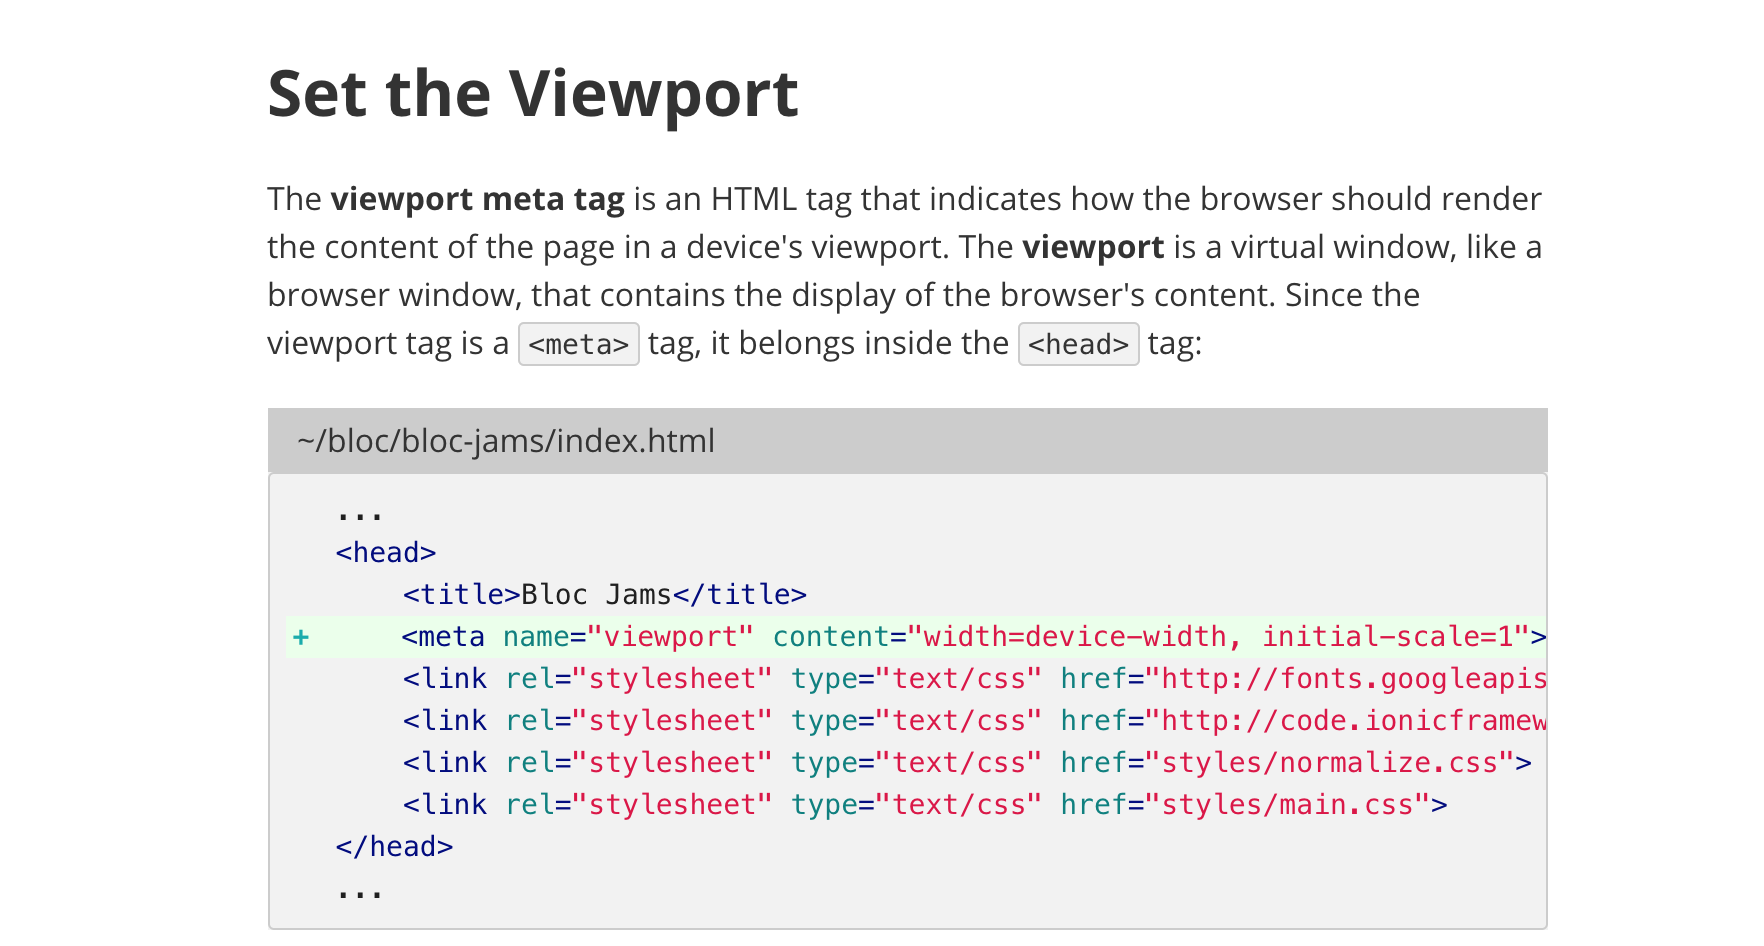 Set the Viewport
The viewport meta tag is an HTML tag that indicates how the browser should render
the content of the page in a device's viewport. The viewport is a virtual window, like a
browser window, that contains the display of the browser's content. Since the
viewport tag is a <meta> tag, it belongs inside the <head> tag:
~/bloc/bloc-jams/index.html
...
<head>
<title>Bloc Jams</title>
+ <meta name="viewport" content="width=device-width, initial-scale=1">
<link rel="stylesheet" type="text/css" href="http://fonts.googleapis
<link rel="stylesheet" type="text/css" href="http://code.ionicframew
<link rel="stylesheet" type="text/css" href="styles/normalize.css">
<link rel="stylesheet" type="text/css" href="styles/main.css">
</head>
...